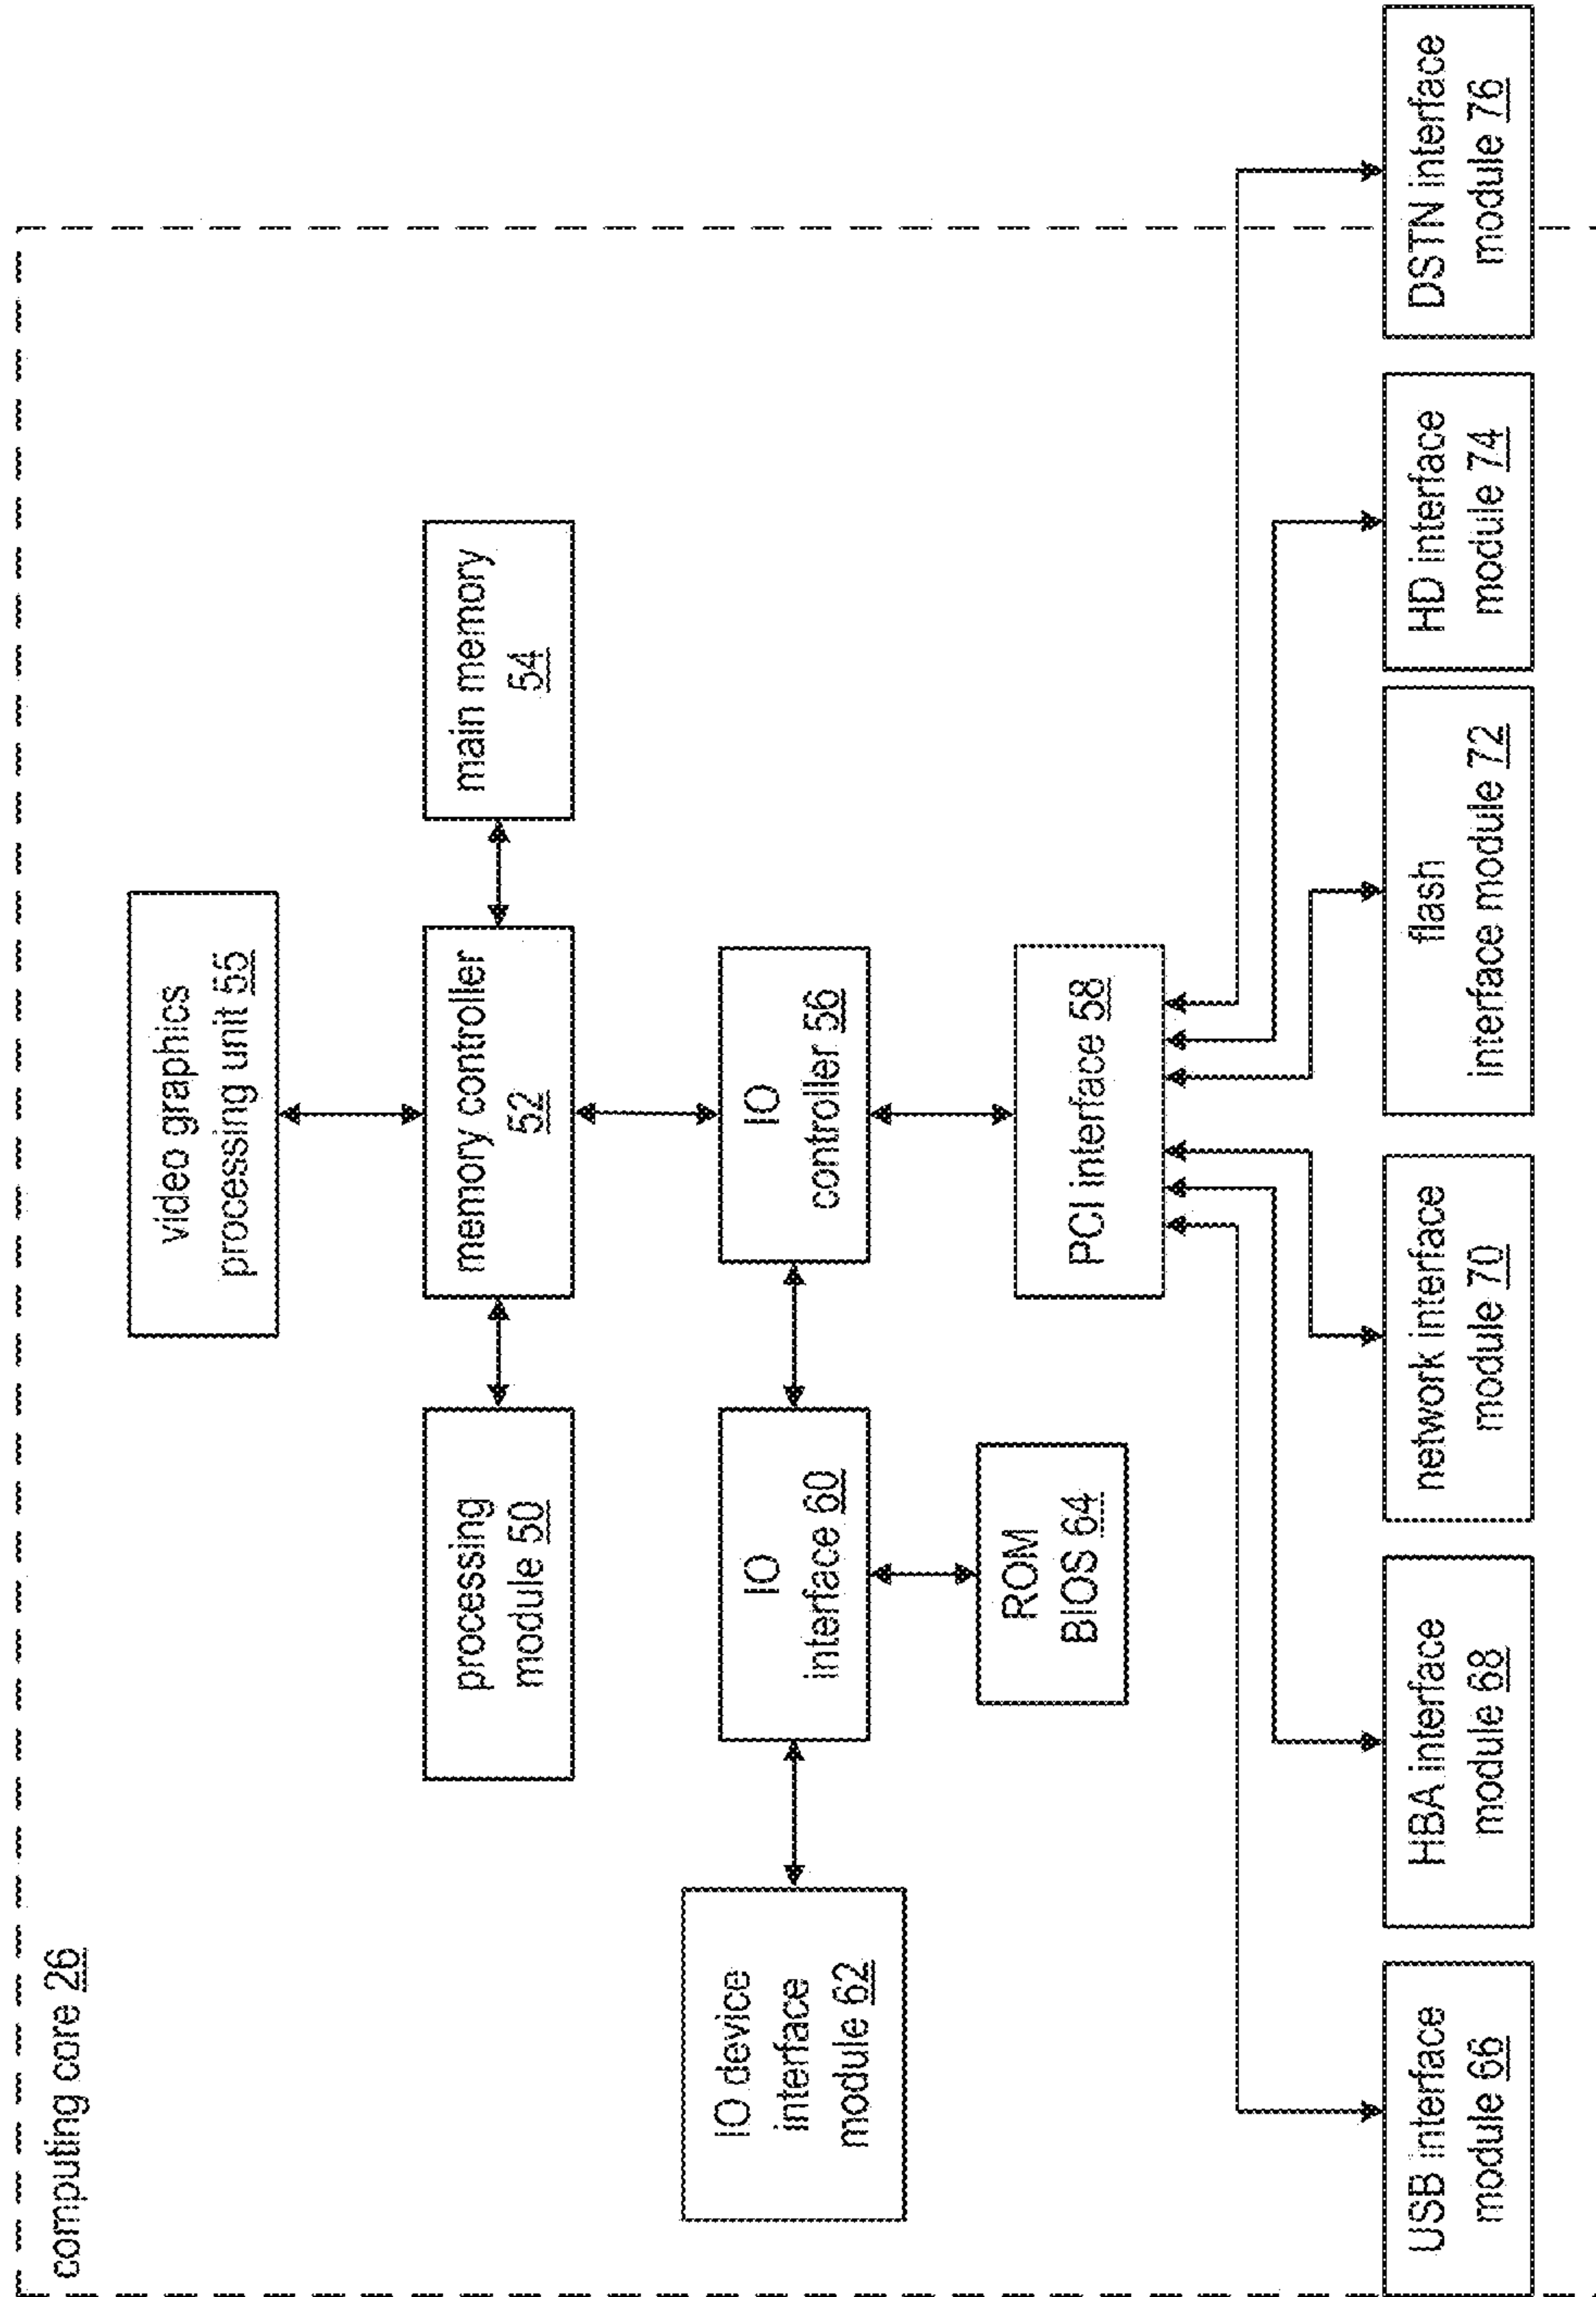 computing core 26
video graphics
processing unit 55
processing
module 50
memory controller
52
main memory
54
IO device
interface
module 62
IO
interface 60
IO
controller 56
ROM
BIOS 64
PCI interface 58
USB interface
module 66
HBA interface
module 68
network interface
module 70
flash
interface module 72
HD interface
module 74
DSTN interface
module 76